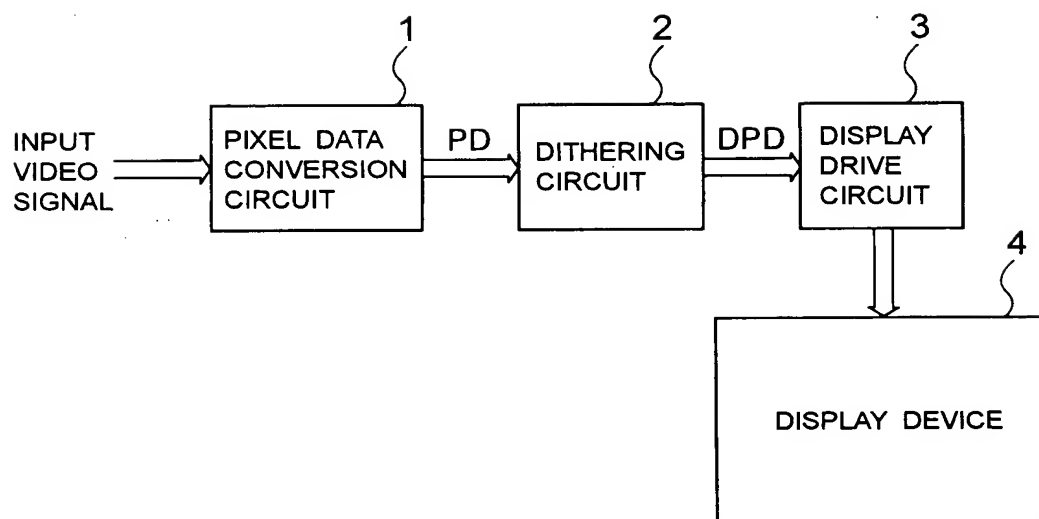 1
2
3
INPUT
VIDEO
SIGNAL
PIXEL DATA
CONVERSION
CIRCUIT
PD
DITHERING
CIRCUIT
DPD
DISPLAY
DRIVE
CIRCUIT
4
DISPLAY DEVICE